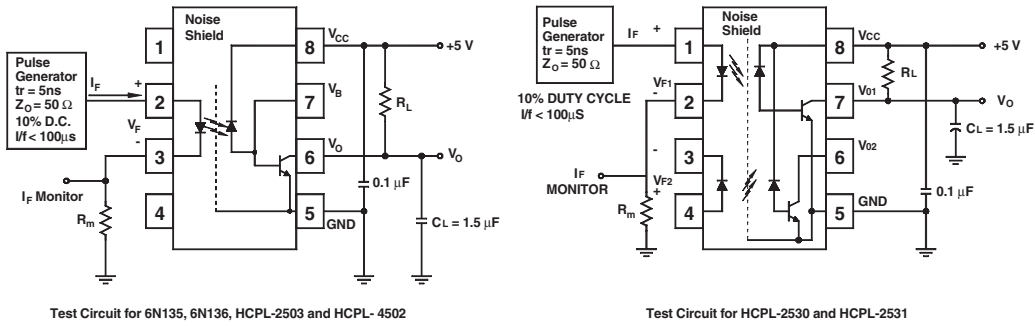 Noise
Shield
Pulse
Generator
tr = 5ns
ZO = 50 Ω
10% D.C.
I/f < 100µs
IF
+
VF
-
IF Monitor
Rm
1
2
3
4
8
7
6
5
VCC
VB
VO
GND
+5 V
RL
VO
0.1 µF
CL = 1.5 µF
Test Circuit for 6N135, 6N136, HCPL-2503 and HCPL- 4502
Pulse
Generator
tr = 5ns
ZO = 50 Ω
10% DUTY CYCLE
I/f < 100µS
IF
+
VF1
-
-
VF2
+
IF
MONITOR
Rm
Noise
Shield
1
2
3
4
8
7
6
5
VCC
V01
V02
GND
+5 V
RL
VO
CL = 1.5 µF
0.1 µF
Test Circuit for HCPL-2530 and HCPL-2531